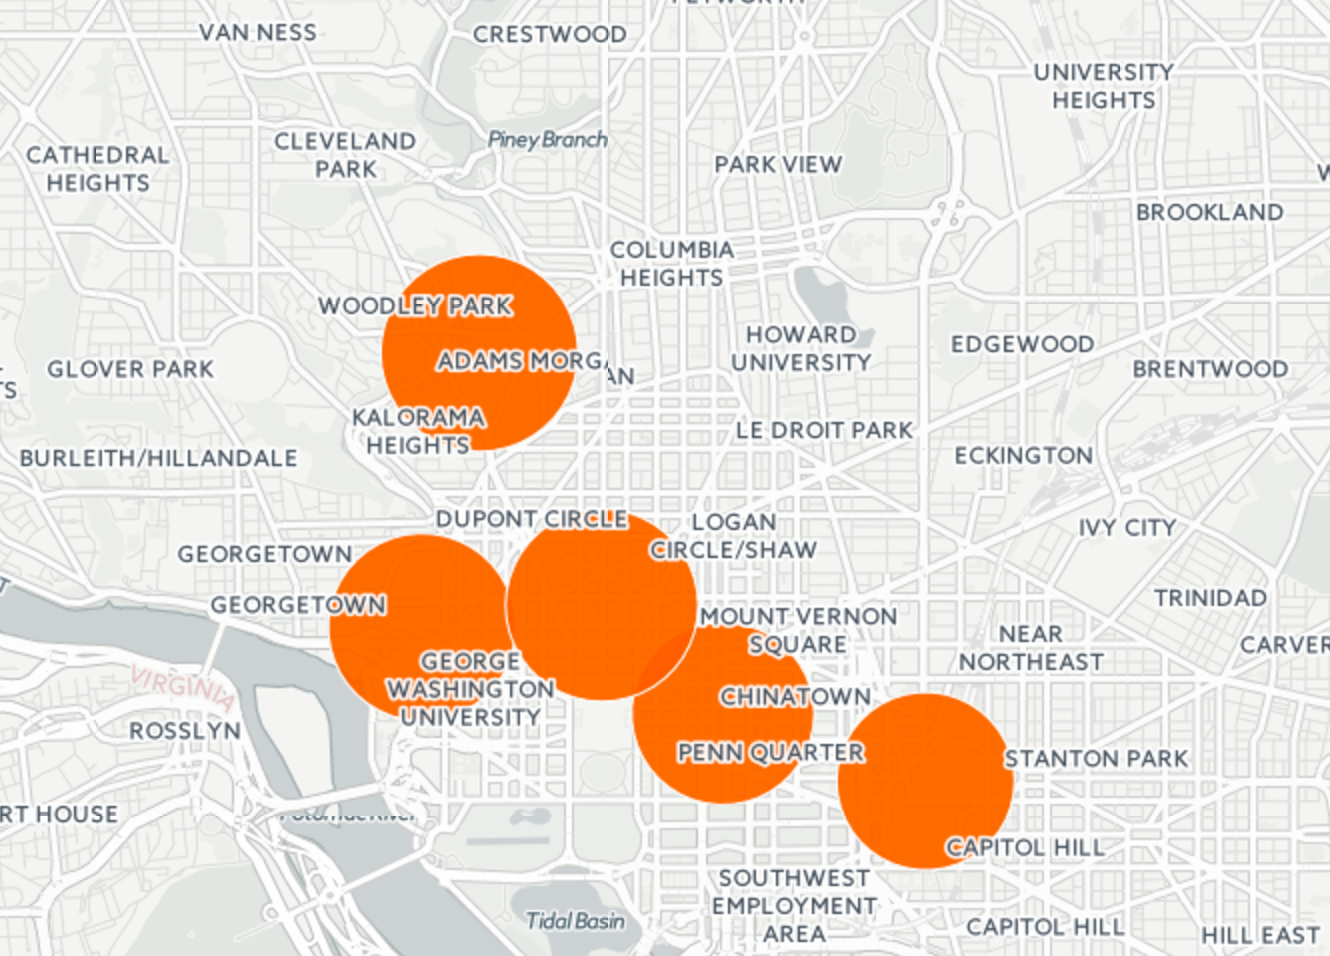 PETWORTH
VAN NESS
CRESTWOOD
UNIVERSITY
HEIGHTS
Piney Branch
CLEVELAND
PARK
CATHEDRAL
HEIGHTS
PARK VIEW
BROOKLAND
COLUMBIA
HEIGHTS
WOODLEY PARK
HOWARD
UNIVERSITY
EDGEWOOD
ADAMS MORGAN
GLOVER PARK
BRENTWOOD
KALORAMA
HEIGHTS
LE DROIT PARK
BURLEITH/HILLANDALE
ECKINGTON
DUPONT CIRCLE
LOGAN
CIRCLE/SHAW
IVY CITY
GEORGETOWN
GEORGETOWN
TRINIDAD
MOUNT VERNON
SQUARE
NEAR
NORTHEAST
CARVER
GEORGE
WASHINGTON
UNIVERSITY
VIRGINIA
CHINATOWN
ROSSLYN
PENN QUARTER
STANTON PARK
RT HOUSE
Potomac River
CAPITOL HILL
SOUTHWEST
EMPLOYMENT
AREA
Tidal Basin
CAPITOL HILL
HILL EAST